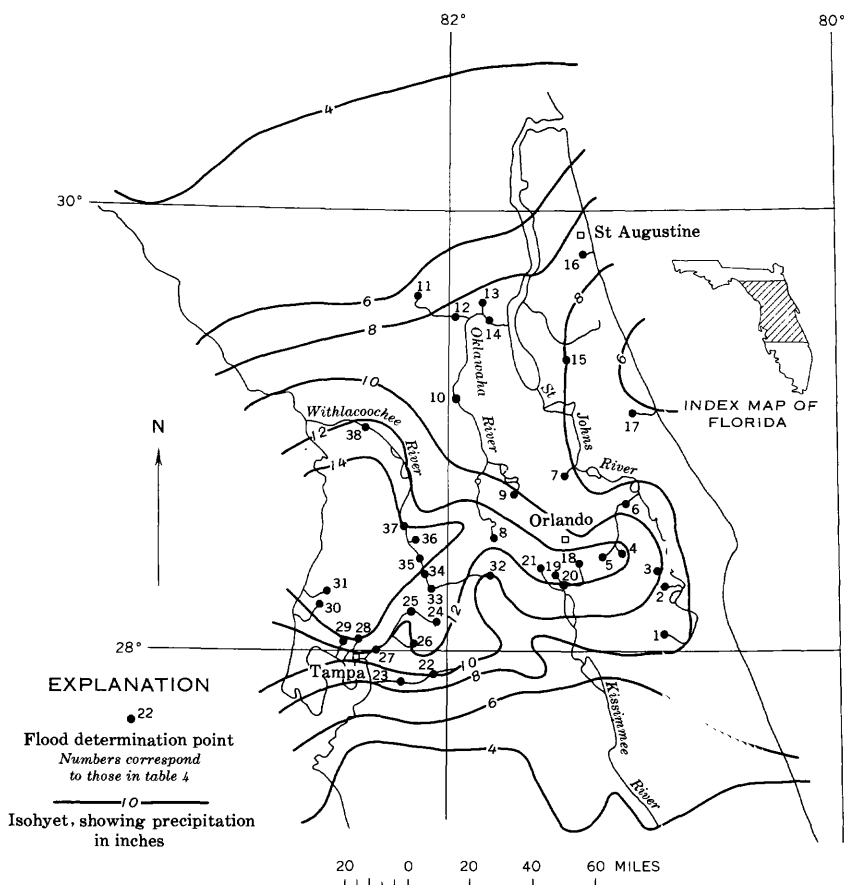 82°
80°
4
30°
St Augustine
16
6
11
13
8
12
14
8
15
6
Oklawaha
St
10
10
INDEX MAP OF
FLORIDA
Withlacoochee
17
N
12
38
River
Johns
14
River
River
7
9
6
Orlando
37
36
8
18
4
35
34
21
19
5
3
32
20
2
31
33
30
25
24
12
29
28
26
1
28°
27
Tampa
22
10
23
8
6
Kissimmee
4
River
EXPLANATION
22
Flood determination point
Numbers correspond
to those in table 4
10
Isohyet, showing precipitation
in inches
20 0 20 40 60 MILES